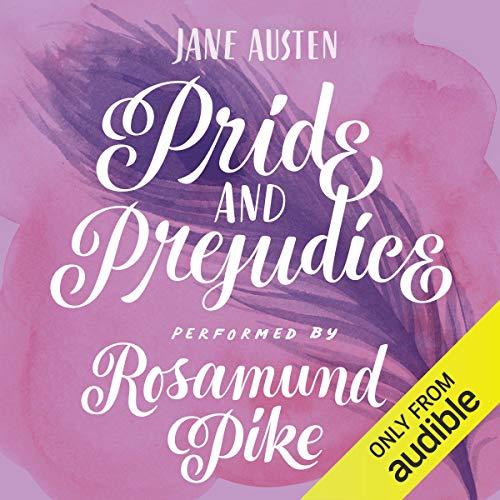 JANE AUSTEN
Pride
AND
Prejudice
PERFORMED BY
Rosamund
Pike
ONLY FROM
audible